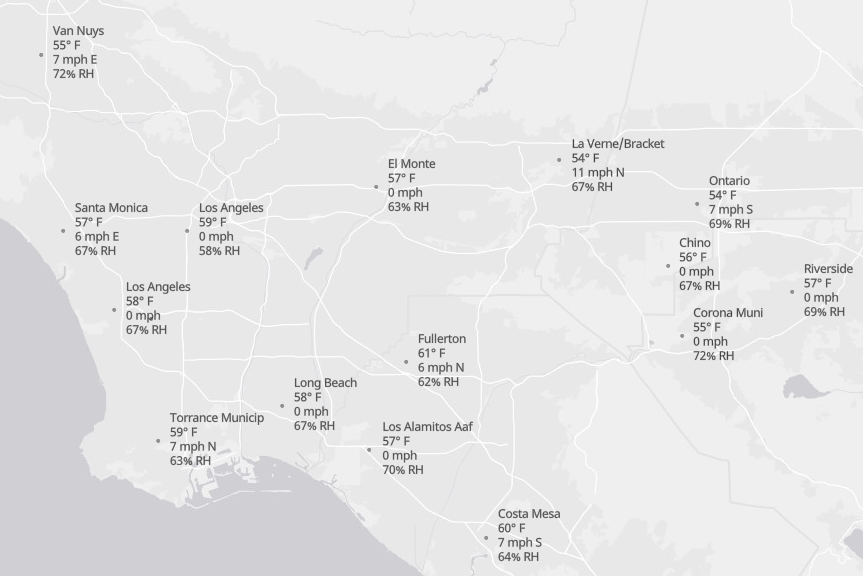 Van Nuys
55° F
7 mph E
72% RH
La Verne/Bracket
54° F
11 mph N
67% RH
El Monte
57° F
0 mph
63% RH
Ontario
54° F
7 mph S
69% RH
Santa Monica
57° F
6 mph E
67% RH
Los Angeles
59° F
0 mph
58% RH
Chino
56° F
0 mph
67% RH
Riverside
57° F
0 mph
69% RH
Los Angeles
58° F
0 mph
67% RH
Corona Muni
55° F
0 mph
72% RH
Fullerton
61° F
6 mph N
62% RH
Long Beach
58° F
0 mph
67% RH
Torrance Municip
59° F
7 mph N
63% RH
Los Alamitos Aaf
57° F
0 mph
70% RH
Costa Mesa
60° F
7 mph S
64% RH